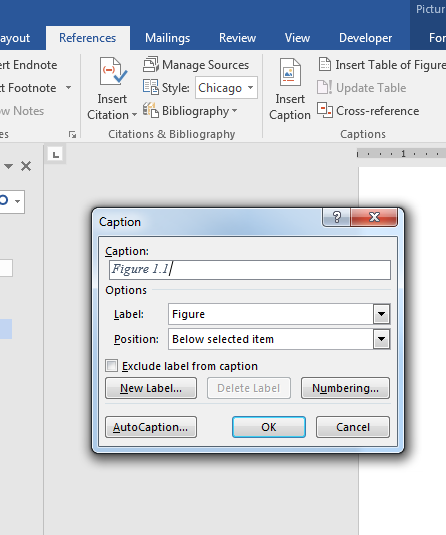 Pictur
ayout References Mailings Review View Developer For
ert Endnote
t Footnote
w Notes
es
Insert
Citation
Manage Sources
Style: Chicago
Bibliography
Citations & Bibliography
Insert
Caption
Insert Table of Figure
Update Table
Cross-reference
Captions
L
1
Caption
?
Caption:
Figure 1.1
Options
Label: Figure
Position: Below selected item
Exclude label from caption
New Label... Delete Label Numbering...
AutoCaption... OK Cancel